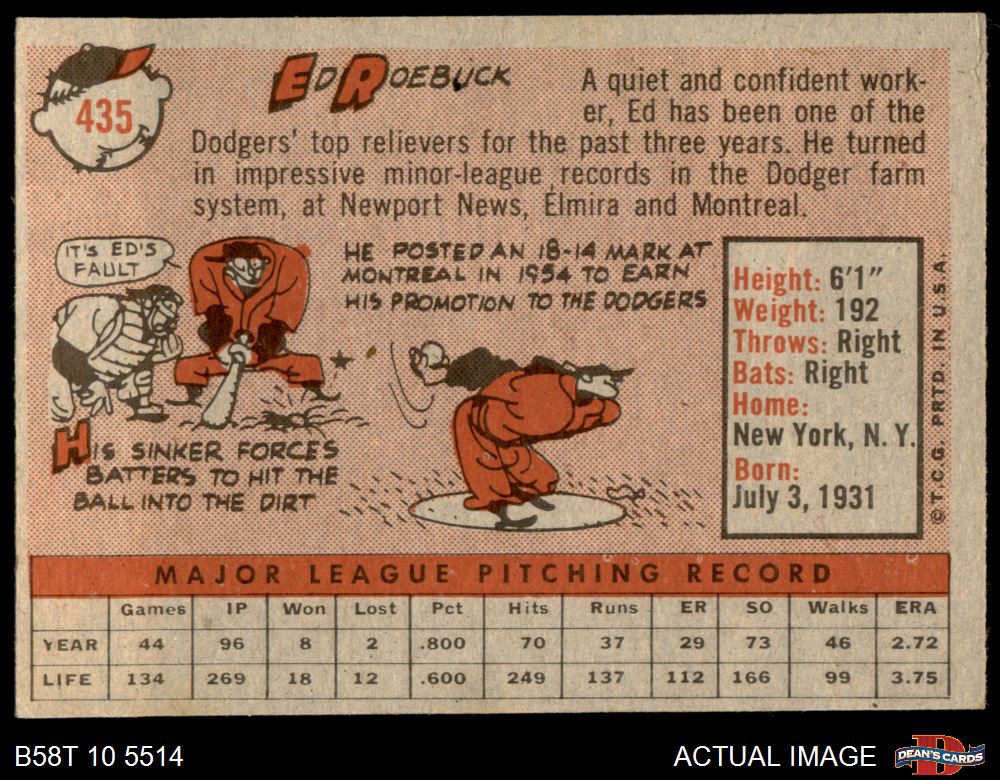 435
ED ROEBUCK
A quiet and confident work-
er, Ed has been one of the
Dodgers' top relievers for the past three years. He turned
in impressive minor-league records in the Dodger farm
system, at Newport News, Elmira and Montreal.
IT'S ED'S
FAULT
HE POSTED AN 18-14 MARK AT
MONTREAL IN 1954 TO EARN
HIS PROMOTION TO THE DODGERS
HIS SINKER FORCES
BATTERS TO HIT THE
BALL INTO THE DIRT
Height: 6'1"
Weight: 192
Throws: Right
Bats: Right
Home:
New York, N. Y.
Born:
July 3, 1931
© T. C. G. PRTD. IN U.S.A.
MAJOR LEAGUE PITCHING RECORD
Games IP Won Lost Pct Hits Runs ER SO Walks ERA
YEAR 44 96 8 2 .800 70 37 29 73 46 2.72
LIFE 134 269 18 12 .600 249 137 112 166 99 3.75
B58T 10 5514
ACTUAL IMAGE
DEAN'S CARDS